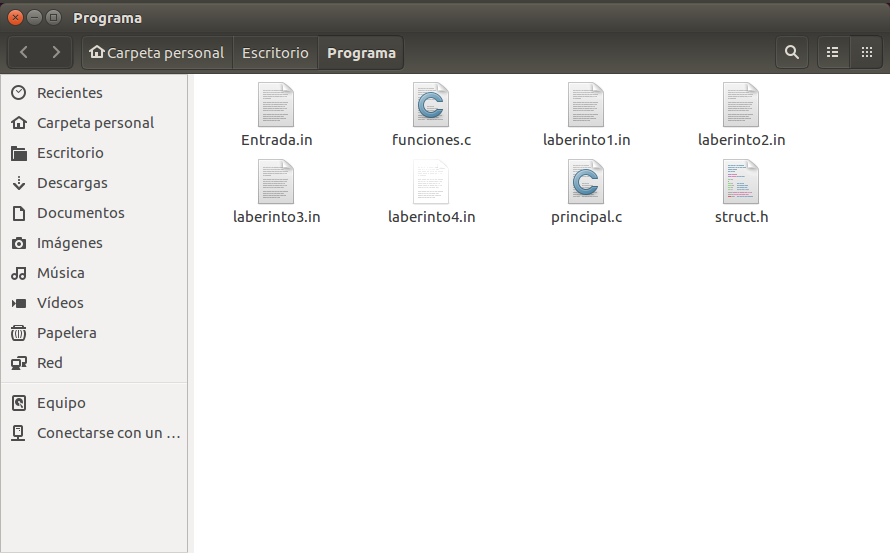 Programa
Carpeta personal Escritorio Programa
Recientes
Carpeta personal
Escritorio
Descargas
Documentos
Imágenes
Música
Vídeos
Papelera
Red
Equipo
Conectarse con un ...
Entrada.in funciones.c laberinto1.in laberinto2.in
laberinto3.in laberinto4.in principal.c struct.h